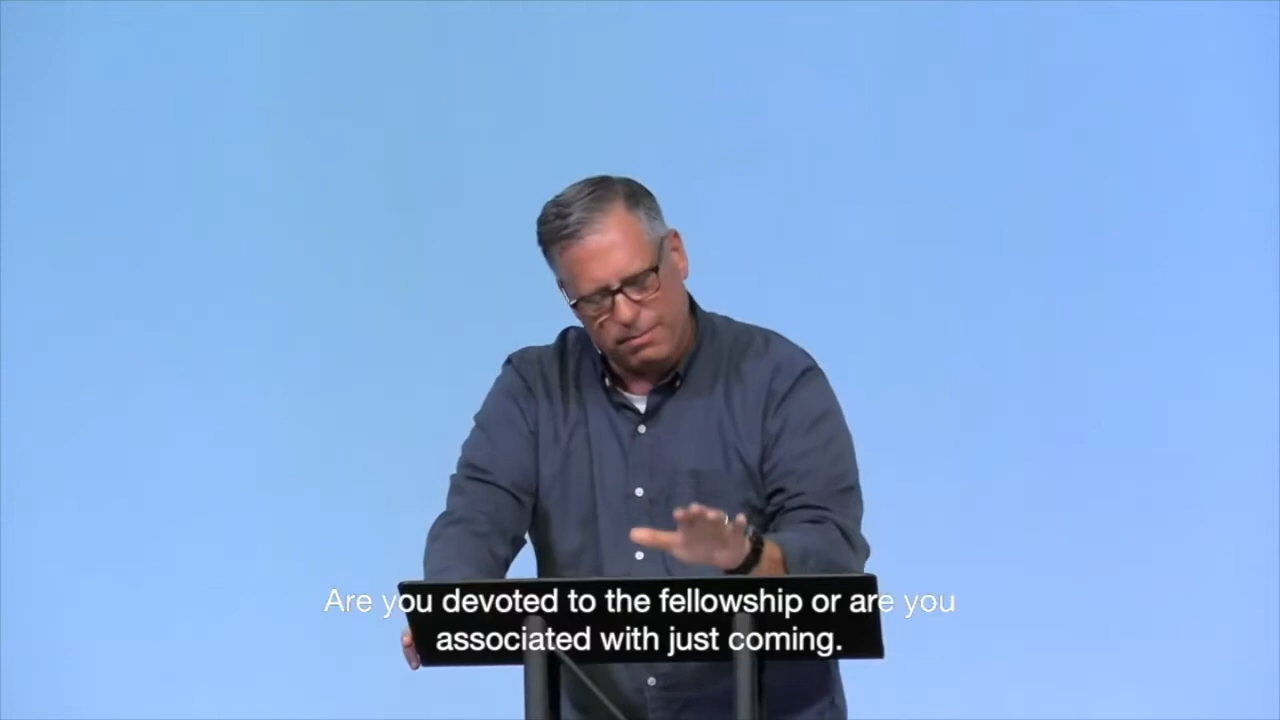 Are you devoted to the fellowship or are you
associated with just coming.